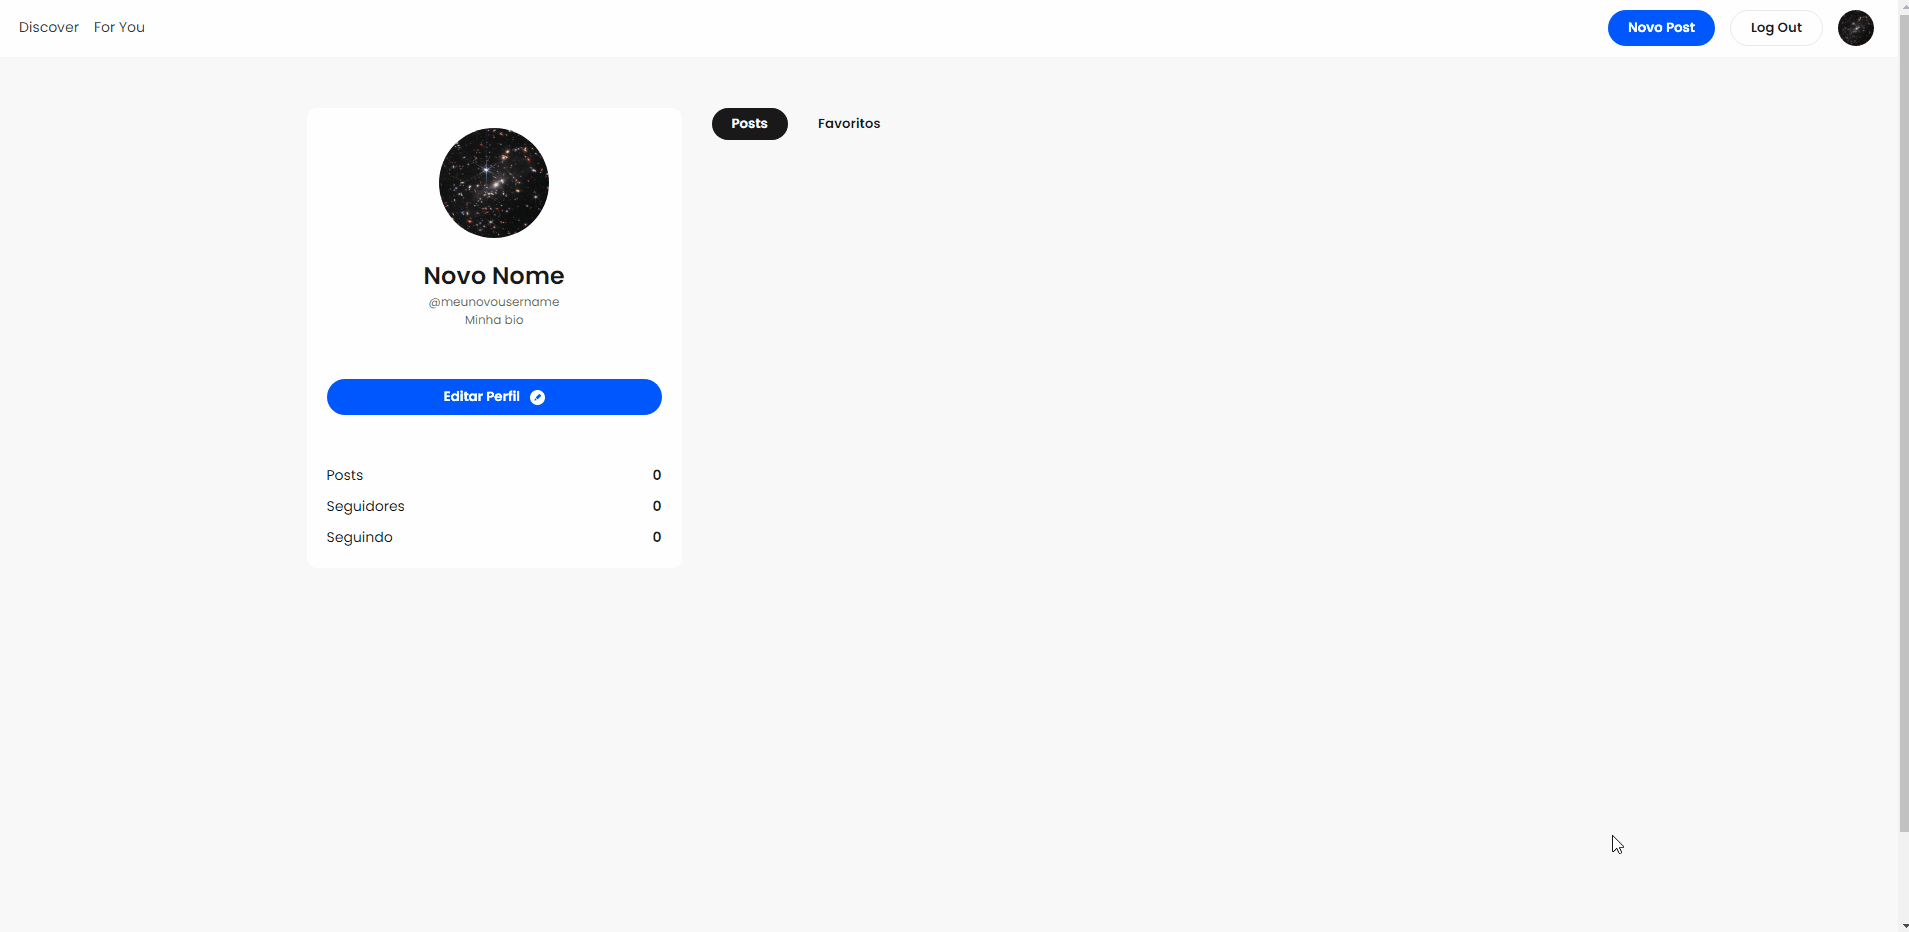 Discover For You Novo Post Log Out
Posts Favoritos
Novo Nome
@meunovousername
Minha bio
Editar Perfil
Posts 0
Seguidores 0
Seguindo 0